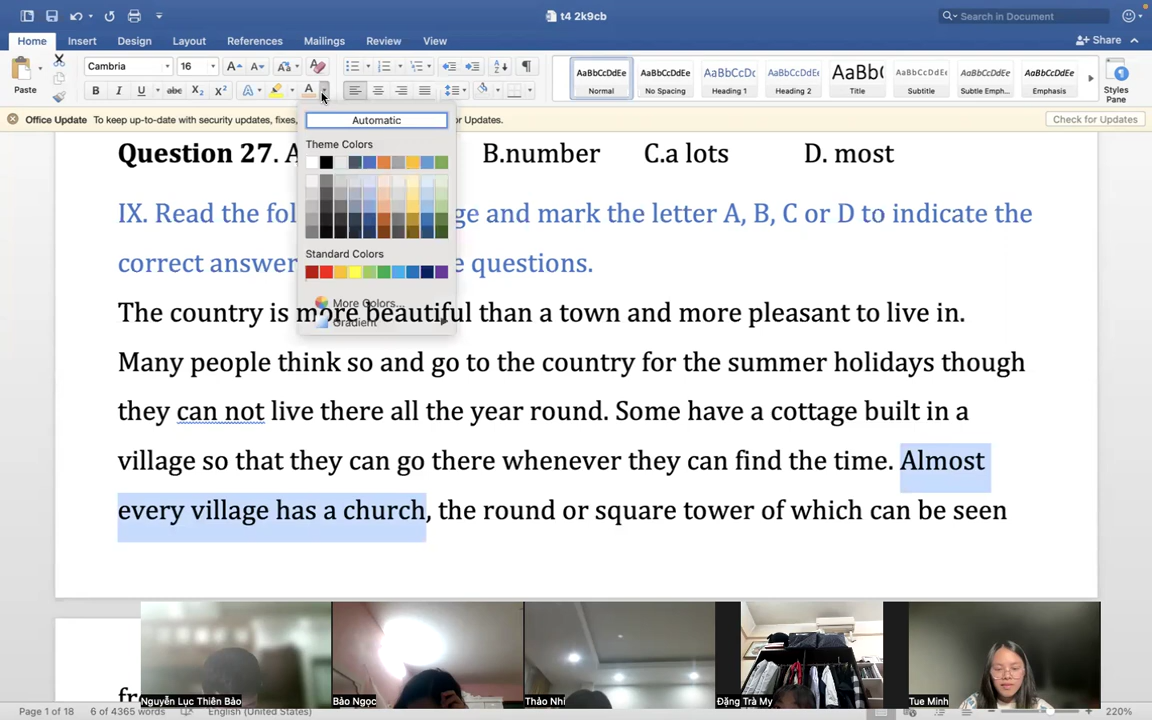 t4 2k9cb
Search in Document
Home Insert Design Layout References Mailings Review View Share
Paste Cambria 16
AaBbCcDdEe AaBbCcDdEe AaBbCcDc AaBbCcDdEe AaBbC AaBbCcDdEe AaBbCcDdEe AaBbCcDdEe
Normal No Spacing Heading 1 Heading 2 Title Subtitle Subtle Emph... Emphasis Styles Pane
Office Update To keep up-to-date with security updates, fixes, or Updates. Check for Updates
Automatic
Theme Colors
Standard Colors
More Colors...
Gradient
Question 27. A B.number C.a lots D. most
IX. Read the fol ge and mark the letter A, B, C or D to indicate the
correct answer e questions.
The country is more beautiful than a town and more pleasant to live in.
Many people think so and go to the country for the summer holidays though
they can not live there all the year round. Some have a cottage built in a
village so that they can go there whenever they can find the time. Almost
every village has a church, the round or square tower of which can be seen
Nguyễn Lục Thiên Bảo Bảo Ngọc Thảo Nhi Đặng Trà My Tue Minh
Page 1 of 18 6 of 4365 words English (United States) 220%